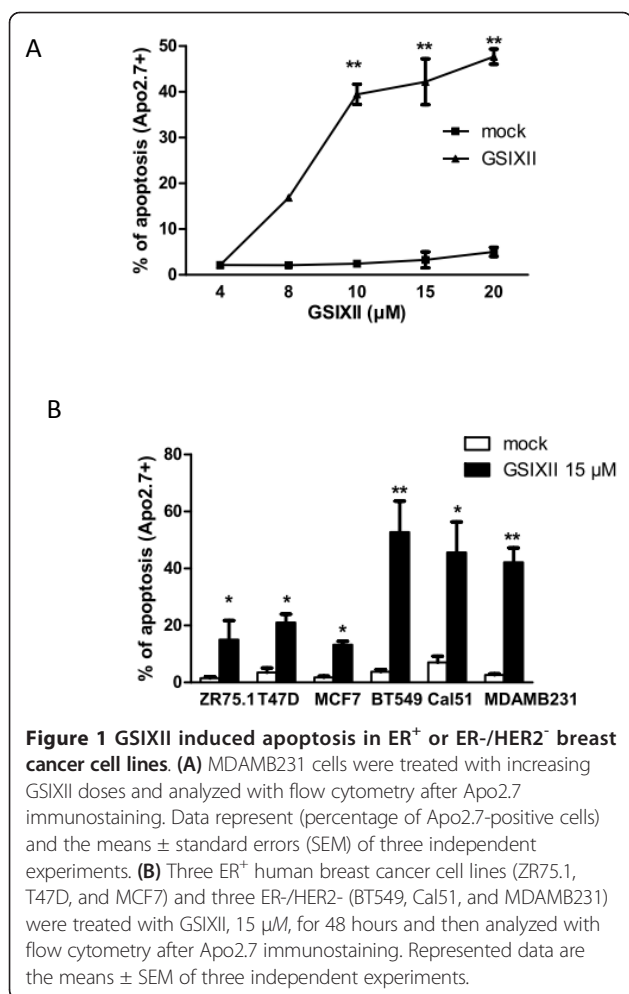 A
50
40
30
20
10
0
% of apoptosis (Apo2.7+)
** ** **
mock
GSIXII
4 8 10 15 20
GSIXII (µM)
B
80
60
40
20
0
% of apoptosis (Apo2.7+)
mock
GSIXII 15 µM
* * * ** * **
ZR75.1 T47D MCF7 BT549 Cal51 MDAMB231
Figure 1 GSIXII induced apoptosis in ER⁺ or ER-/HER2⁻ breast
cancer cell lines. (A) MDAMB231 cells were treated with increasing
GSIXII doses and analyzed with flow cytometry after Apo2.7
immunostaining. Data represent (percentage of Apo2.7-positive cells)
and the means ± standard errors (SEM) of three independent
experiments. (B) Three ER⁺ human breast cancer cell lines (ZR75.1,
T47D, and MCF7) and three ER-/HER2- (BT549, Cal51, and MDAMB231)
were treated with GSIXII, 15 µM, for 48 hours and then analyzed with
flow cytometry after Apo2.7 immunostaining. Represented data are
the means ± SEM of three independent experiments.